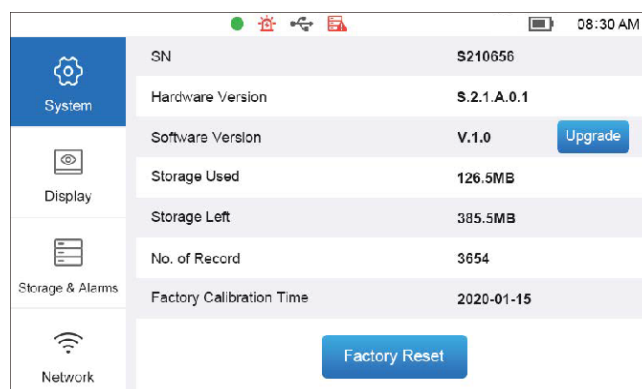 08:30 AM
System
Display
Storage & Alarms
Network
SN S210656
Hardware Version S.2.1.A.0.1
Software Version V.1.0 Upgrade
Storage Used 126.5MB
Storage Left 385.5MB
No. of Record 3654
Factory Calibration Time 2020-01-15
Factory Reset